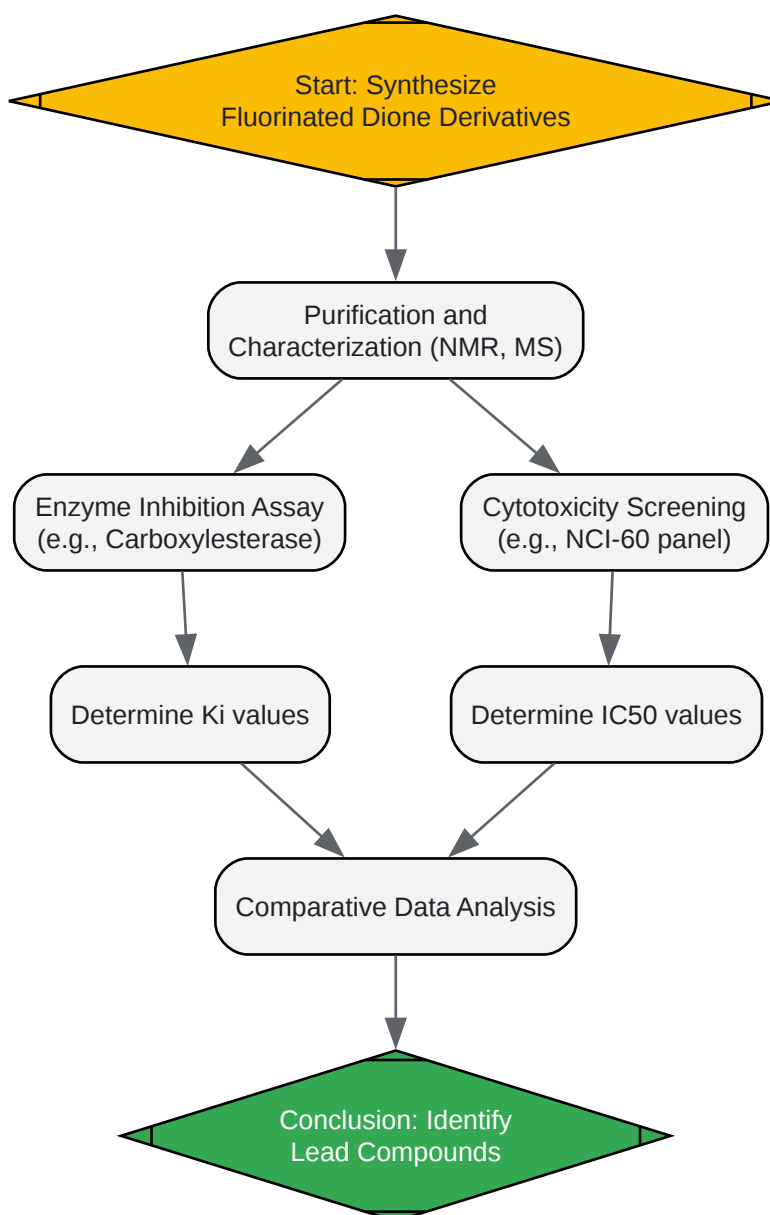 Start: Synthesize
Fluorinated Dione Derivatives
Purification and
Characterization (NMR, MS)
Enzyme Inhibition Assay
(e.g., Carboxylesterase)
Cytotoxicity Screening
(e.g., NCI-60 panel)
Determine Ki values
Determine IC50 values
Comparative Data Analysis
Conclusion: Identify
Lead Compounds